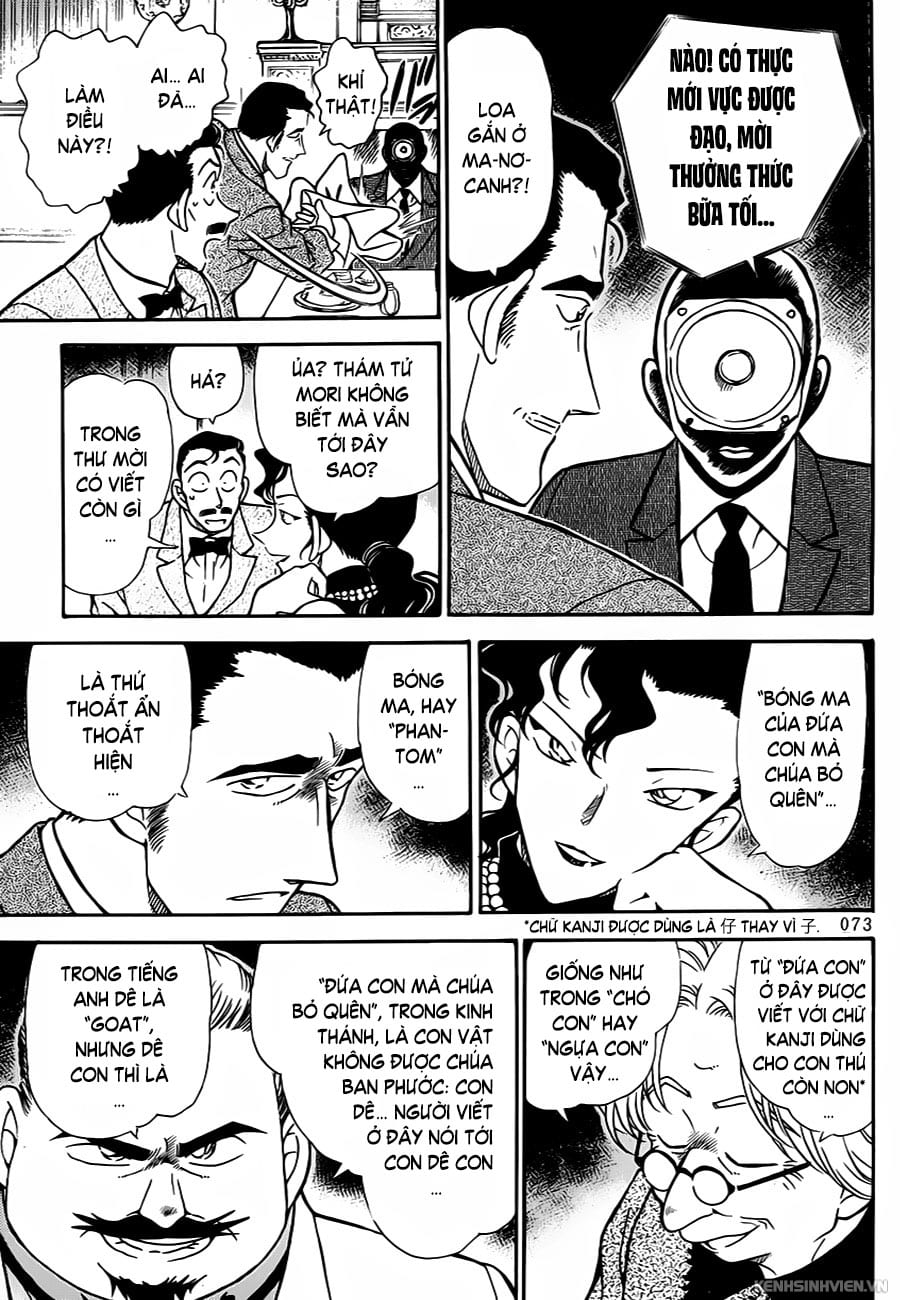 NÀO! CÓ THỰC
MỚI VỰC ĐƯỢC
ĐẠO, MỜI
THƯỞNG THỨC
BỮA TỐI...
LOA
GẮN Ở
MA-NƠ-
CANH?!
KHỈ
THẬT!
AI... AI
ĐÃ...
LÀM
ĐIỀU
NÀY?!
ỦA? THÁM TỬ
MORI KHÔNG
BIẾT MÀ VẪN
TỚI ĐÂY
SAO?
HẢ?
TRONG
THƯ MỜI
CÓ VIẾT
CÒN GÌ
...
"BÓNG MA
CỦA ĐỨA
CON MÀ
CHÚA BỎ
QUÊN"...
BÓNG
MA, HAY
"PHAN-
TOM"
...
LÀ THỨ
THOẮT ẨN
THOẮT
HIỆN
...
*CHỮ KANJI ĐƯỢC DÙNG LÀ 仔 THAY VÌ 子.
073
TỪ "ĐỨA CON"
Ở ĐÂY ĐƯỢC
VIẾT VỚI CHỮ
KANJI DÙNG
CHO CON THÚ
CÒN NON*
...
GIỐNG NHƯ
TRONG "CHÓ
CON" HAY
"NGỰA CON"
VẬY...
"ĐỨA CON MÀ CHÚA
BỎ QUÊN", TRONG KINH
THÁNH, LÀ CON VẬT
KHÔNG ĐƯỢC CHÚA
BAN PHƯỚC: CON
DÊ... NGƯỜI VIẾT
Ở ĐÂY NÓI TỚI
CON DÊ CON
...
TRONG TIẾNG
ANH DÊ LÀ
"GOAT",
NHƯNG DÊ
CON THÌ LÀ
...
KENHSINHVIEN.VN